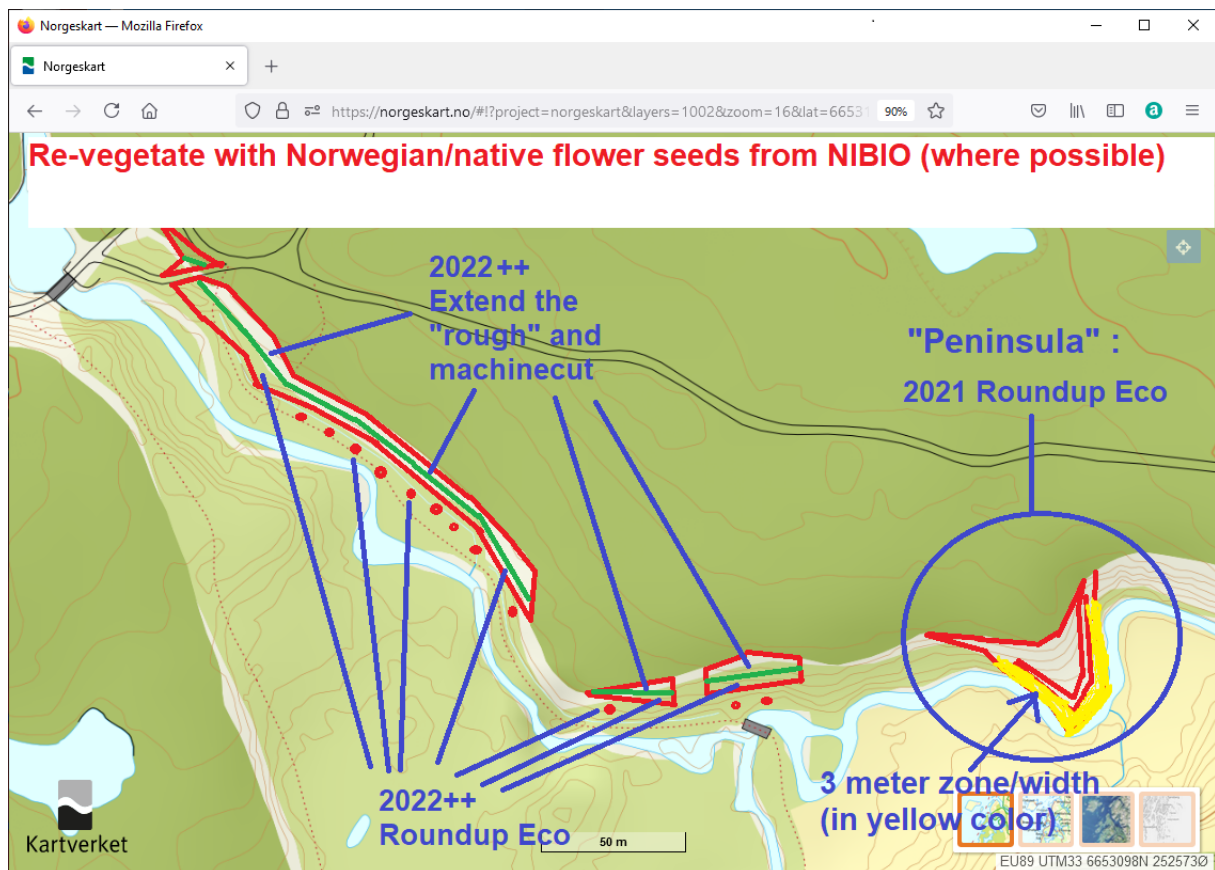 Norgeskart — Mozilla Firefox
Norgeskart
https://norgeskart.no/#!?project=norgeskart&layers=1002&zoom=16&lat=66531
90%
Re-vegetate with Norwegian/native flower seeds from NIBIO (where possible)
2022++
Extend the
"rough" and
machinecut
"Peninsula" :
2021 Roundup Eco
3 meter zone/width
(in yellow color)
2022++
Roundup Eco
50 m
Kartverket
EU89 UTM33 6653098N 252573Ø